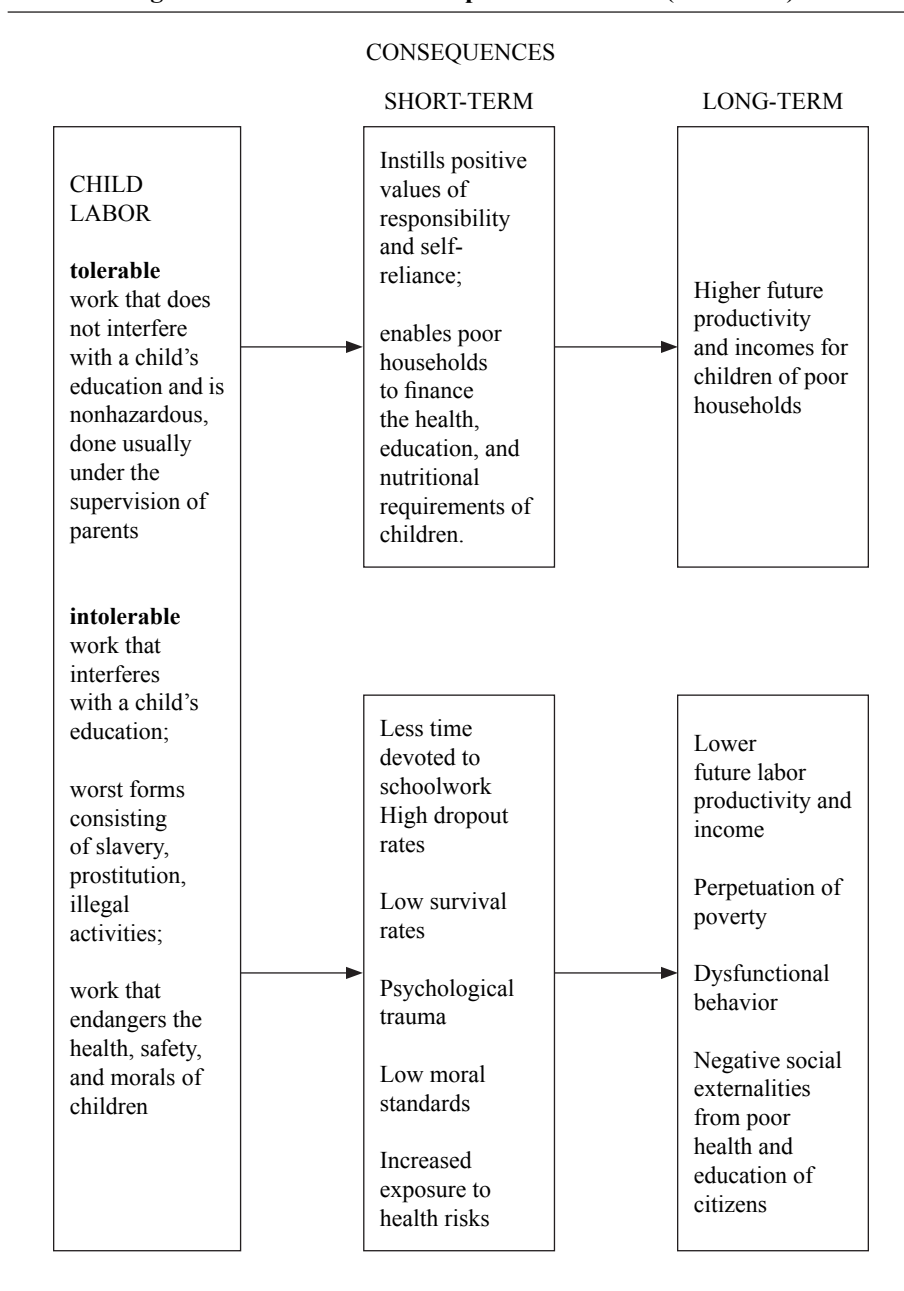 CONSEQUENCES
SHORT-TERM
LONG-TERM
CHILD
LABOR
tolerable
work that does
not interfere
with a child’s
education and is
nonhazardous,
done usually
under the
supervision of
parents
intolerable
work that
interferes
with a child’s
education;
worst forms
consisting
of slavery,
prostitution,
illegal
activities;
work that
endangers the
health, safety,
and morals of
children
Instills positive
values of
responsibility
and self-
reliance;
enables poor
households
to finance
the health,
education, and
nutritional
requirements of
children.
Higher future
productivity
and incomes for
children of poor
households
Less time
devoted to
schoolwork
High dropout
rates
Low survival
rates
Psychological
trauma
Low moral
standards
Increased
exposure to
health risks
Lower
future labor
productivity and
income
Perpetuation of
poverty
Dysfunctional
behavior
Negative social
externalities
from poor
health and
education of
citizens